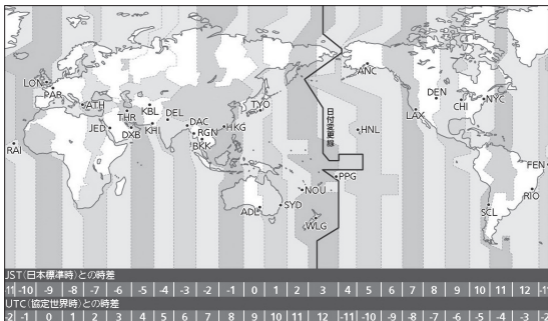 ANC
LON
PAR
ATH
THR
KBL
DEL
TYO
DEN
NYC
CHI
LAX
JED
DXB
KHI
DAC
RGN
HKG
BKK
HNL
日付変更線
RAI
FEN
PPG
NOU
RIO
ADL
SYD
SCL
WLG
JST(日本標準時)との時差
-11 -10 -9 -8 -7 -6 -5 -4 -3 -2 -1 0 1 2 3 4 5 6 7 8 9 10 11 12 -11
UTC(協定世界時)との時差
-2 -1 0 1 2 3 4 5 6 7 8 9 10 11 12 -11 -10 -9 -8 -7 -6 -5 -4 -3 -2